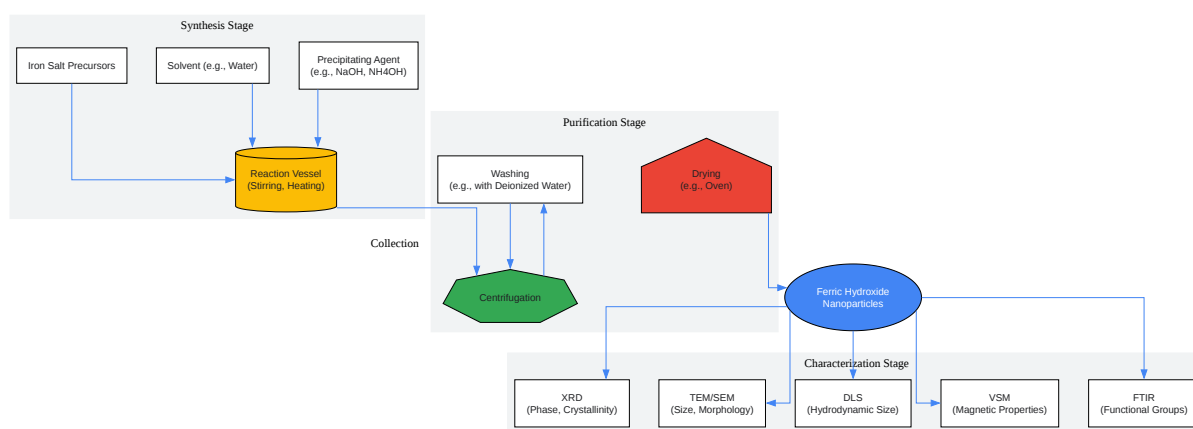 Synthesis Stage
Iron Salt Precursors
Solvent (e.g., Water)
Precipitating Agent
(e.g., NaOH, NH4OH)
Reaction Vessel
(Stirring, Heating)
Collection
Purification Stage
Washing
(e.g., with Deionized Water)
Drying
(e.g., Oven)
Centrifugation
Ferric Hydroxide
Nanoparticles
Characterization Stage
XRD
(Phase, Crystallinity)
TEM/SEM
(Size, Morphology)
DLS
(Hydrodynamic Size)
VSM
(Magnetic Properties)
FTIR
(Functional Groups)